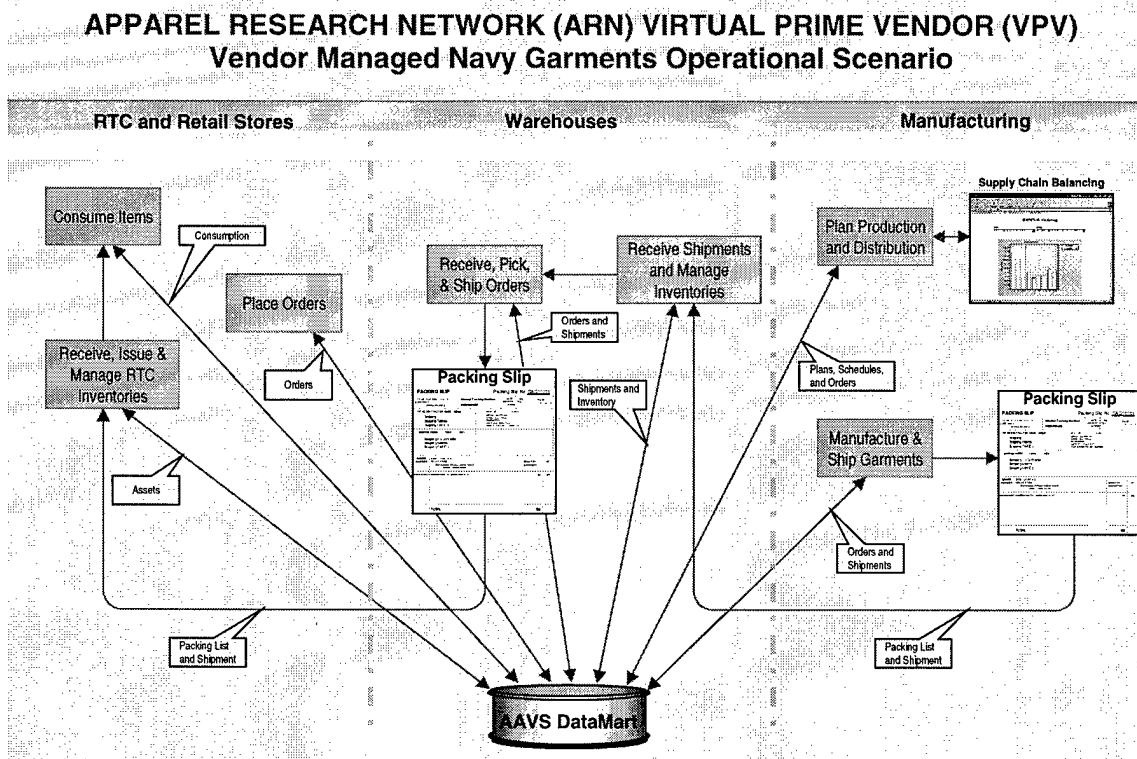 APPAREL RESEARCH NETWORK (ARN) VIRTUAL PRIME VENDOR (VPV)
Vendor Managed Navy Garments Operational Scenario
RTC and Retail Stores
Warehouses
Manufacturing
Supply Chain Balancing
Consume Items
Consumption
Plan Production
and Distribution
Receive, Pick,
& Ship Orders
Receive Shipments
and Manage
Inventories
Place Orders
Orders and
Shipments
Receive, Issue &
Manage RTC
Inventories
Orders
Packing Slip
PACKING SLIP
Shipments and
Inventory
Plans, Schedules,
and Orders
Packing Slip
PACKING SLIP
Manufacture &
Ship Garments
Assets
Orders and
Shipments
Packing List
and Shipment
Packing List
and Shipment
AAVS DataMart